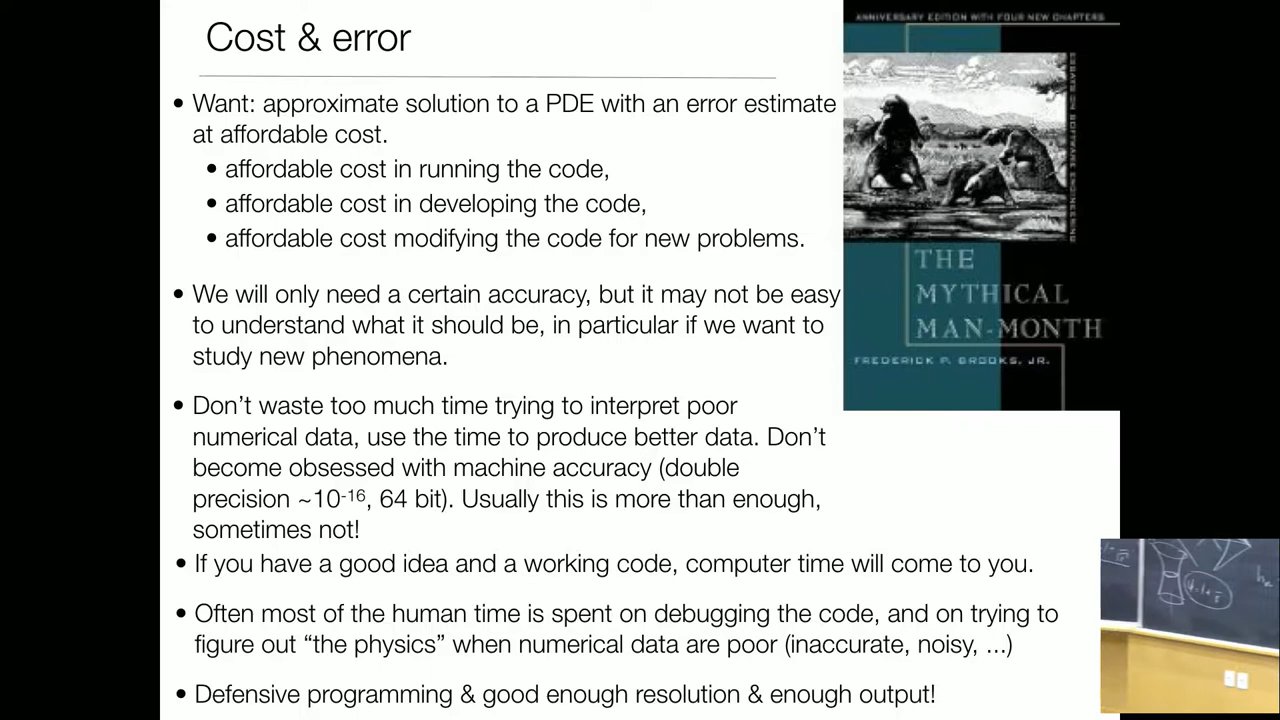 Cost & error
• Want: approximate solution to a PDE with an error estimate
at affordable cost.
• affordable cost in running the code,
• affordable cost in developing the code,
• affordable cost modifying the code for new problems.
• We will only need a certain accuracy, but it may not be easy
to understand what it should be, in particular if we want to
study new phenomena.
• Don’t waste too much time trying to interpret poor
numerical data, use the time to produce better data. Don’t
become obsessed with machine accuracy (double
precision ~10⁻¹⁶, 64 bit). Usually this is more than enough,
sometimes not!
• If you have a good idea and a working code, computer time will come to you.
• Often most of the human time is spent on debugging the code, and on trying to
figure out “the physics” when numerical data are poor (inaccurate, noisy, ...)
• Defensive programming & good enough resolution & enough output!
ANNIVERSARY EDITION WITH FOUR NEW CHAPTERS
ESSAYS ON SOFTWARE ENGINEERING
THE
MYTHICAL
MAN-MONTH
FREDERICK P. BROOKS, JR.